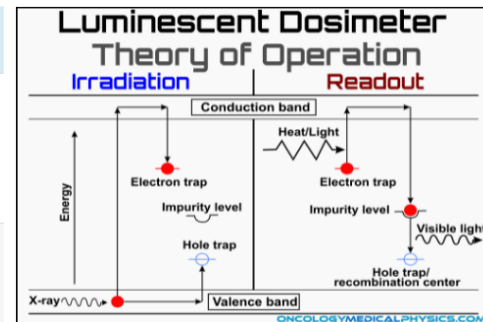 Luminescent Dosimeter
Theory of Operation
Irradiation
Readout
Conduction band
Heat/Light
Electron trap
Electron trap
Energy
Impurity level
Impurity level
Visible light
Hole trap
Hole trap/
recombination center
X-ray
Valence band
ONCOLOGYMEDICALPHYSICS.COM